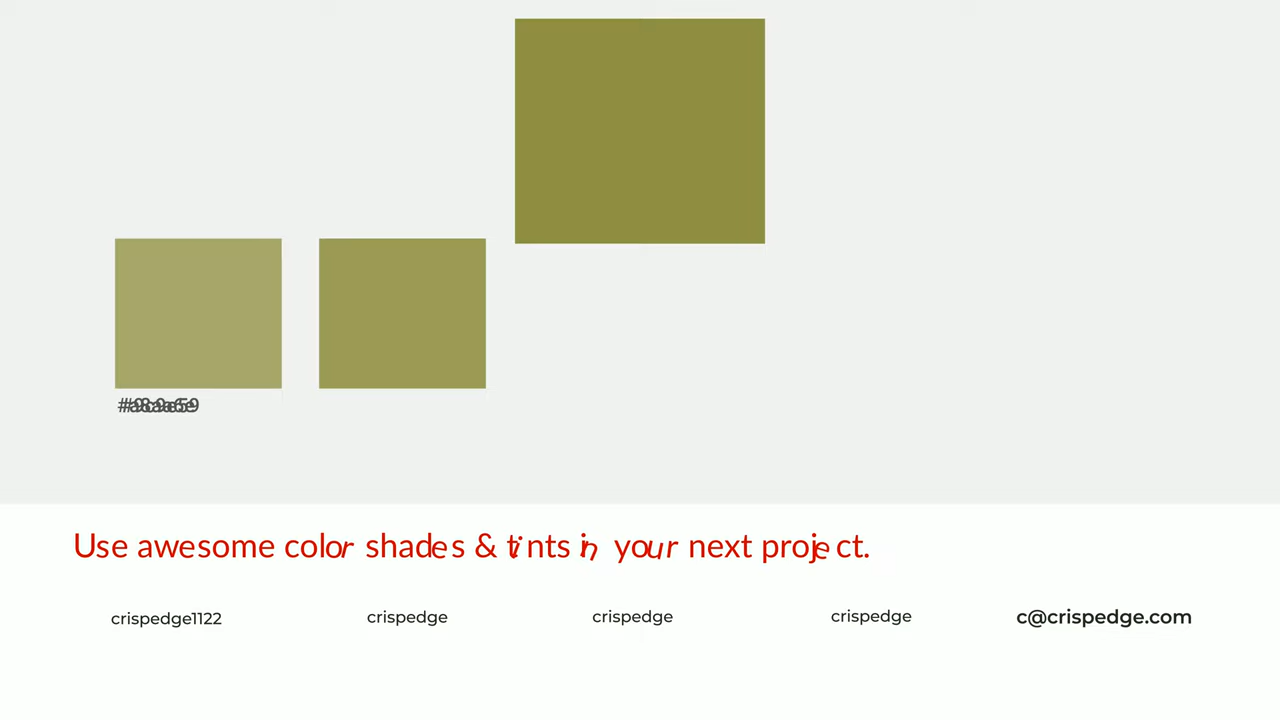 Use awesome color shades & tints in your next project.
crispedge1122 crispedge crispedge crispedge c@crispedge.com